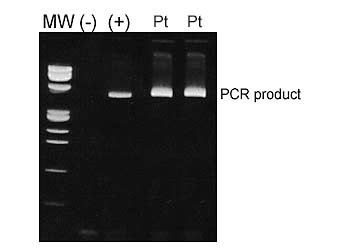 MW (-) (+) Pt Pt
PCR product